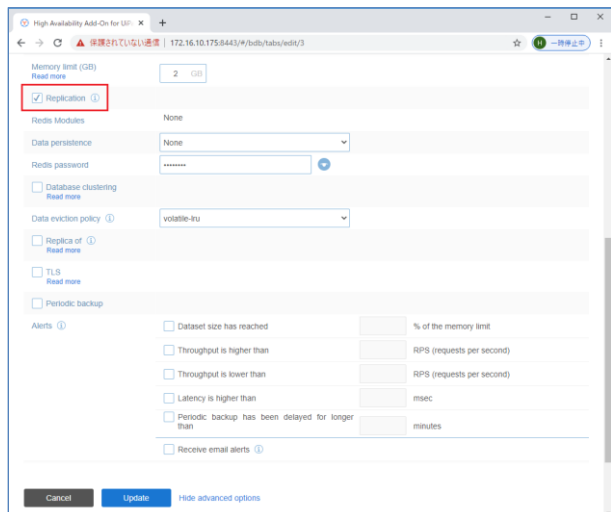 High Availability Add-On for UiPa
保護されていない通信 | 172.16.10.175:8443/#/bdb/tabs/edit/3
H 一時停止中
Memory limit (GB)
Read more
2 GB
Replication
Redis Modules None
Data persistence None
Redis password ••••••••
Database clustering
Read more
Data eviction policy volatile-lru
Replica of
Read more
TLS
Read more
Periodic backup
Alerts
Dataset size has reached % of the memory limit
Throughput is higher than RPS (requests per second)
Throughput is lower than RPS (requests per second)
Latency is higher than msec
Periodic backup has been delayed for longer
than minutes
Receive email alerts
Cancel Update Hide advanced options